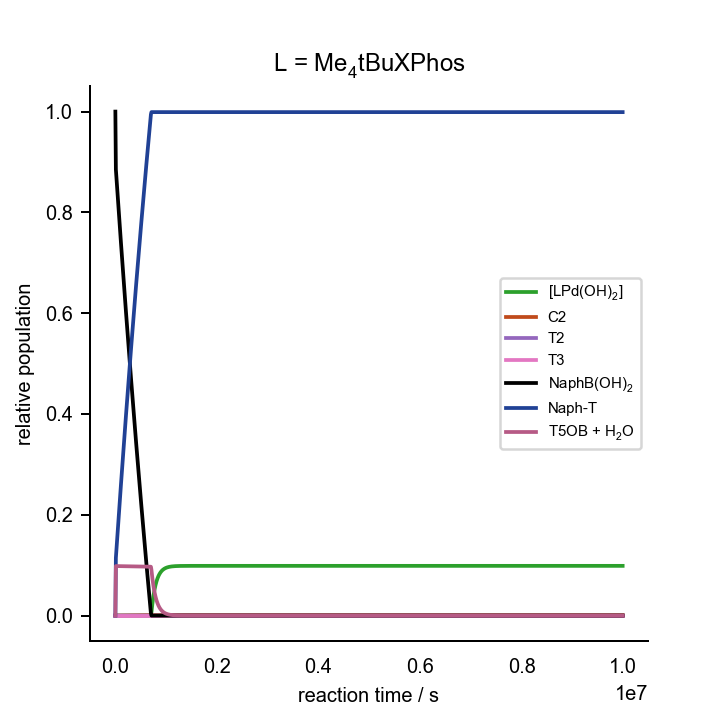 L = Me₄tBuXPhos
1.0
0.8
0.6
0.4
0.2
0.0
relative population
[LPd(OH)₂]
C2
T2
T3
NaphB(OH)₂
Naph-T
T5OB + H₂O
0.0 0.2 0.4 0.6 0.8 1.0
1e7
reaction time / s